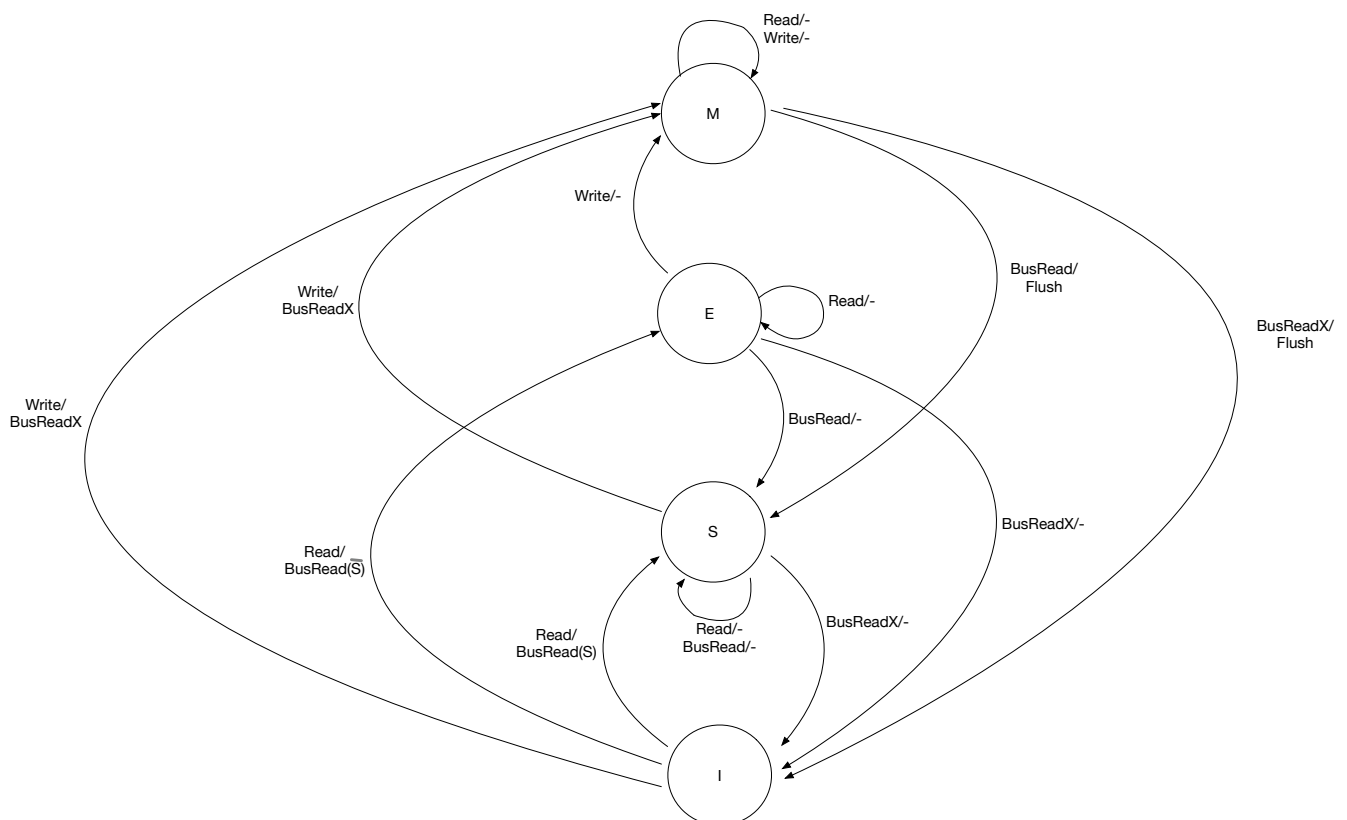 Read/-
Write/-
M
Write/-
BusRead/
Flush
Write/
BusReadX
E
Read/-
BusReadX/
Flush
Write/
BusReadX
BusRead/-
S
BusReadX/-
Read/
BusRead(S̅)
Read/
BusRead(S)
Read/-
BusRead/-
BusReadX/-
I